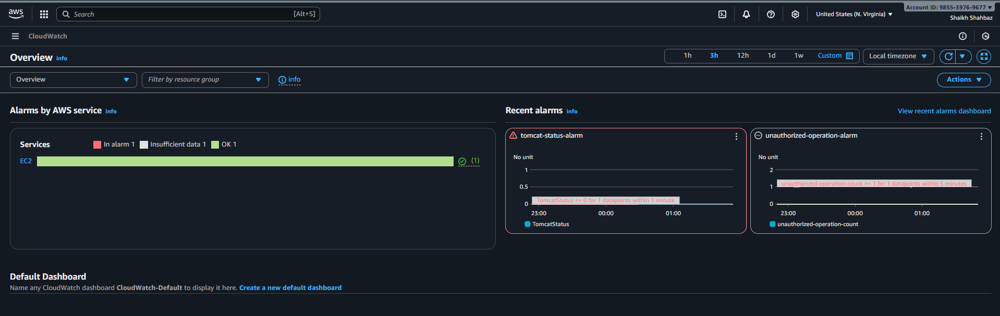 aws
Search [Alt+S]
United States (N. Virginia)
Account ID: 9855-3976-9677
Shaikh Shahbaz
CloudWatch
Overview info
1h 3h 12h 1d 1w Custom Local timezone
Overview Filter by resource group info Actions
Alarms by AWS service info
Services In alarm 1 Insufficient data 1 OK 1
EC2 (1)
Recent alarms info View recent alarms dashboard
tomcat-status-alarm
No unit
1
0.5
TomcatStatus <= 0 for 1 datapoints within 1 minute
0
23:00 00:00 01:00
TomcatStatus
unauthorized-operation-alarm
No unit
2
unauthorized-operation-count >= 1 for 1 datapoints within 5 minutes
1
0
23:00 00:00 01:00
unauthorized-operation-count
Default Dashboard
Name any CloudWatch dashboard CloudWatch-Default to display it here. Create a new default dashboard